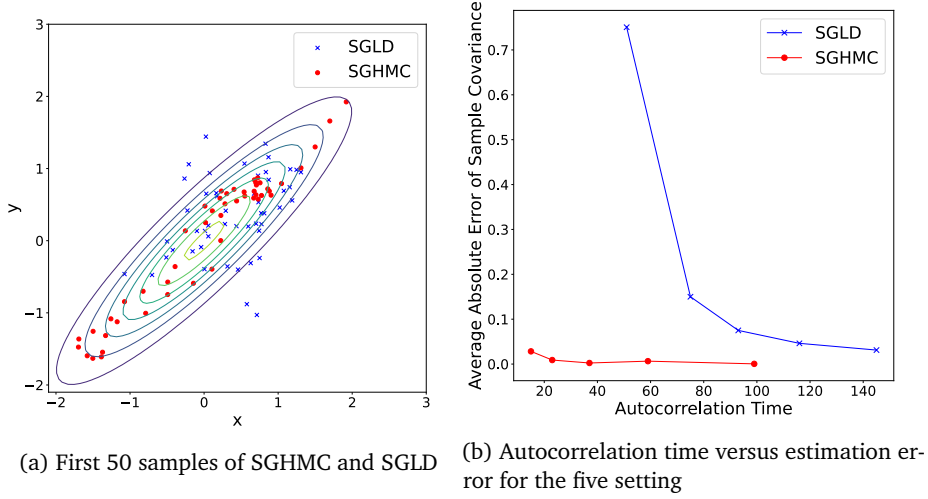 3
2
1
0
−1
−2
y
−2
−1
0
1
2
3
x
SGLD
SGHMC
(a) First 50 samples of SGHMC and SGLD
Average Absolute Error of Sample Covariance
0.7
0.6
0.5
0.4
0.3
0.2
0.1
0.0
20
40
60
80
100
120
140
Autocorrelation Time
SGLD
SGHMC
(b) Autocorrelation time versus estimation er-
ror for the five setting